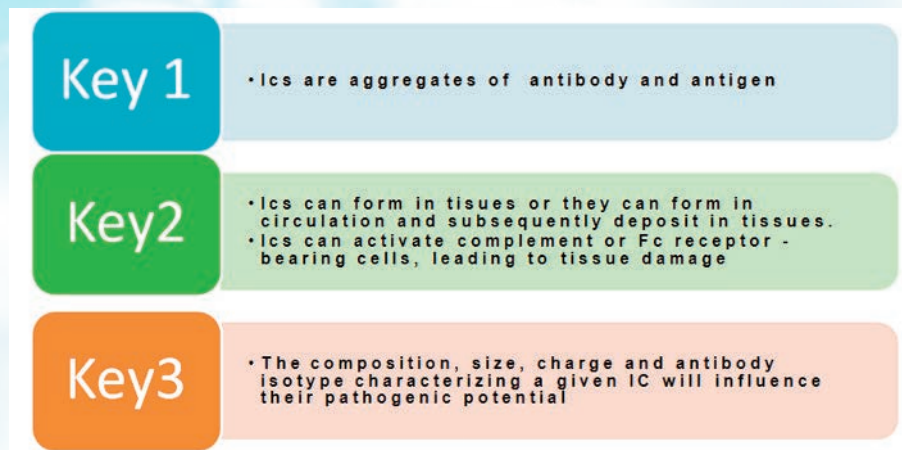 Key 1
• Ics are aggregates of antibody and antigen
Key2
• Ics can form in tisues or they can form in
circulation and subsequently deposit in tissues.
• Ics can activate complement or Fc receptor -
bearing cells, leading to tissue damage
Key3
• The composition, size, charge and antibody
isotype characterizing a given IC will influence
their pathogenic potential